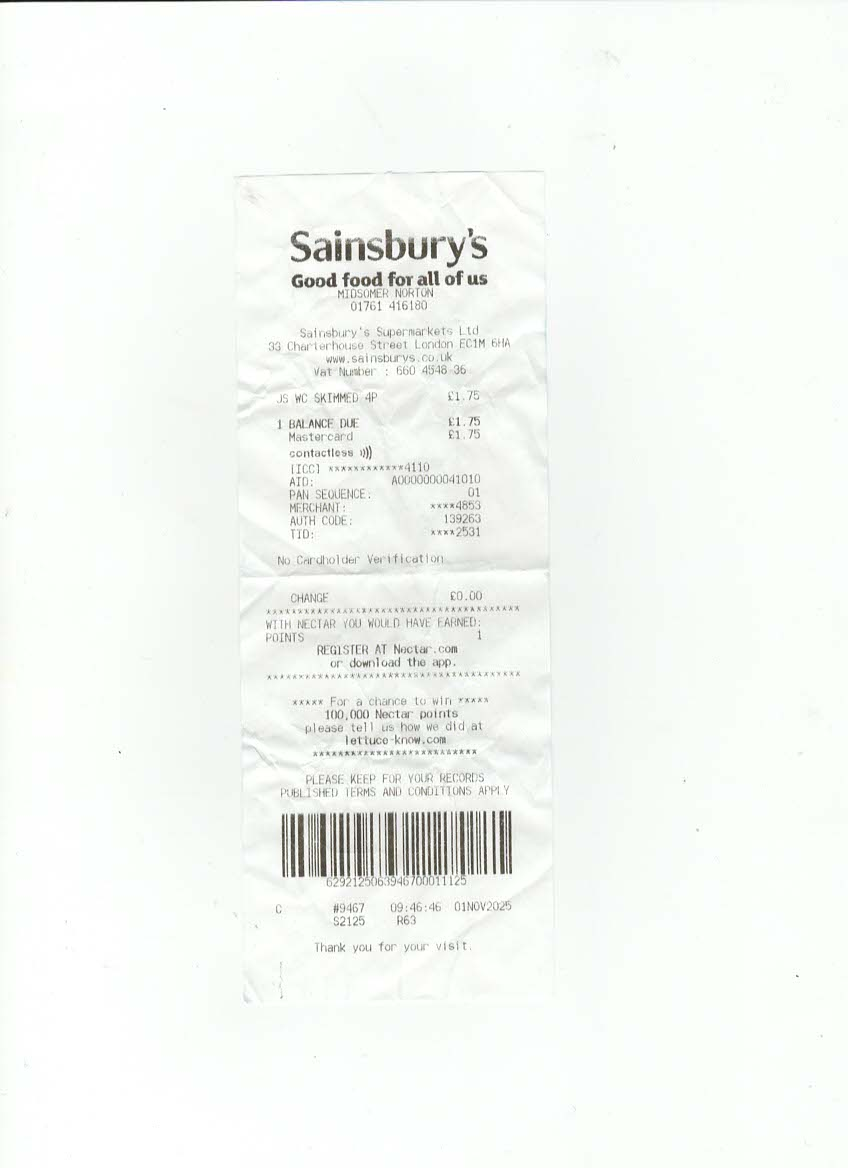 Sainsbury's
Good food for all of us
MIDSOMER NORTON
01761 416180
Sainsbury's Supermarkets Ltd
33 Charterhouse Street London EC1M 6HA
www.sainsburys.co.uk
Vat Number : 660 4548 36
JS WC SKIMMED 4P £1.75
1 BALANCE DUE £1.75
Mastercard £1.75
contactless )))
[ICC] ************4110
AID: A0000000041010
PAN SEQUENCE: 01
MERCHANT: ****4853
AUTH CODE: 139263
TID: ****2531
No Cardholder Verification
CHANGE £0.00
****************************************
WITH NECTAR YOU WOULD HAVE EARNED:
POINTS 1
REGISTER AT Nectar.com
or download the app.
****************************************
***** For a chance to win *****
100,000 Nectar points
please tell us how we did at
lettuce-know.com
**************************
PLEASE KEEP FOR YOUR RECORDS
PUBLISHED TERMS AND CONDITIONS APPLY
6292125063946700011125
C #9467 09:46:46 01NOV2025
S2125 R63
Thank you for your visit.